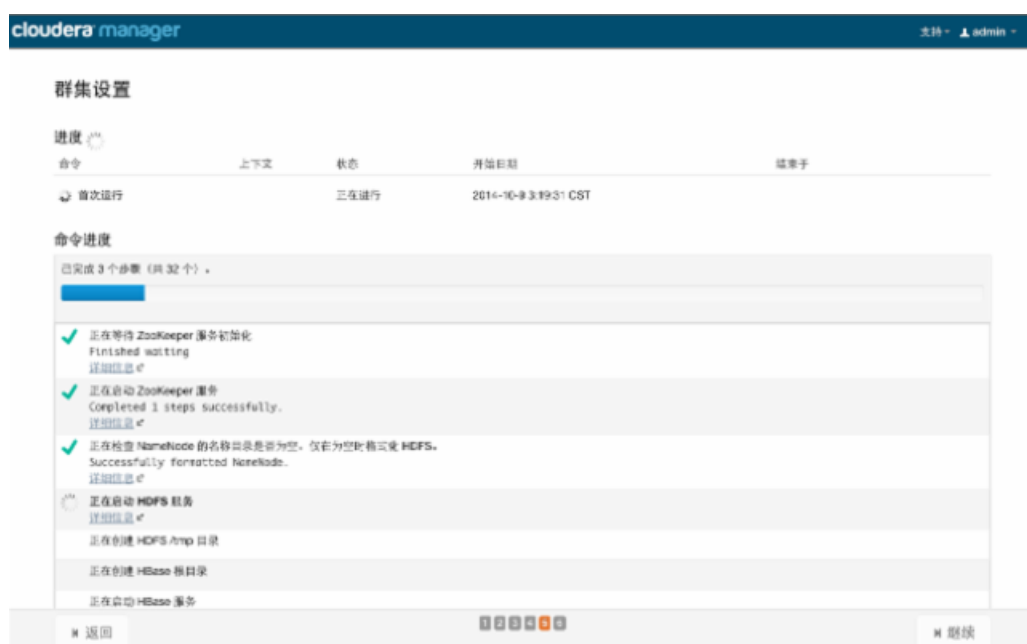 cloudera manager
支持 admin
群集设置
进度
命令 上下文 状态 开始日期 结束于
首次运行 正在进行 2014-10-9 3:19:31 CST
命令进度
已完成 3 个步骤（共 32 个）。
正在等待 ZooKeeper 服务初始化
Finished waiting
详细信息
正在启动 ZooKeeper 服务
Completed 1 steps successfully.
详细信息
正在检查 NameNode 的名称目录是否为空。仅在为空时格式化 HDFS。
Successfully formatted NameNode.
详细信息
正在启动 HDFS 服务
详细信息
正在创建 HDFS /tmp 目录
正在创建 HBase 根目录
正在启动 HBase 服务
返回 1 2 3 4 5 6 继续